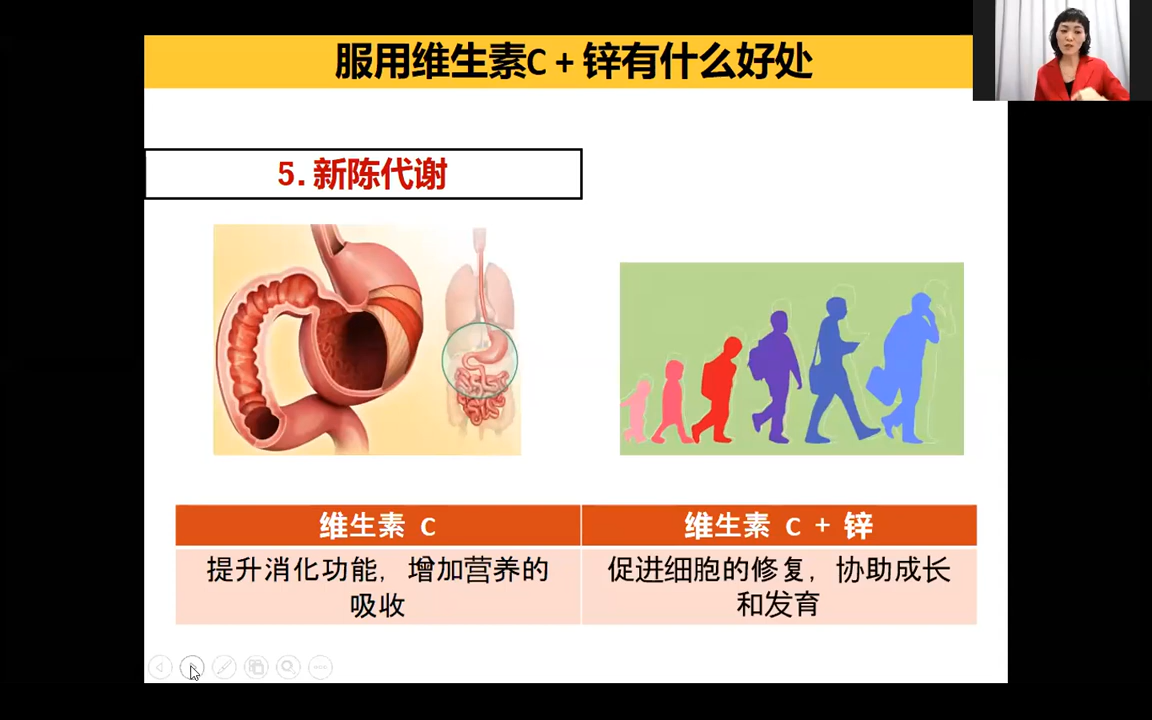 服用维生素C + 锌有什么好处
5. 新陈代谢
维生素 C
维生素 C + 锌
提升消化功能, 增加营养的
吸收
促进细胞的修复, 协助成长
和发育